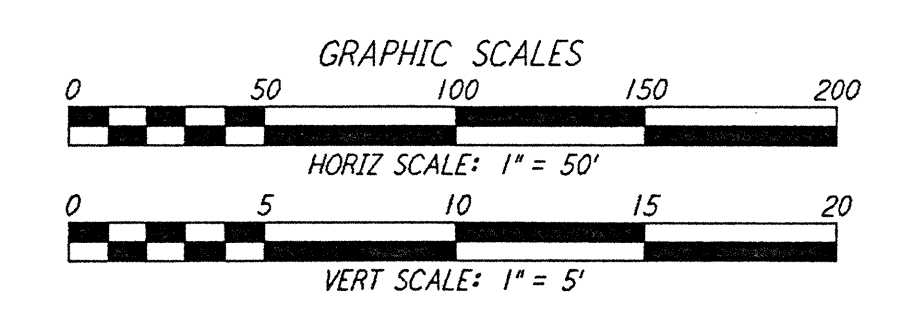 GRAPHIC SCALES
0 50 100 150 200
HORIZ SCALE: 1" = 50'
0 5 10 15 20
VERT SCALE: 1" = 5'